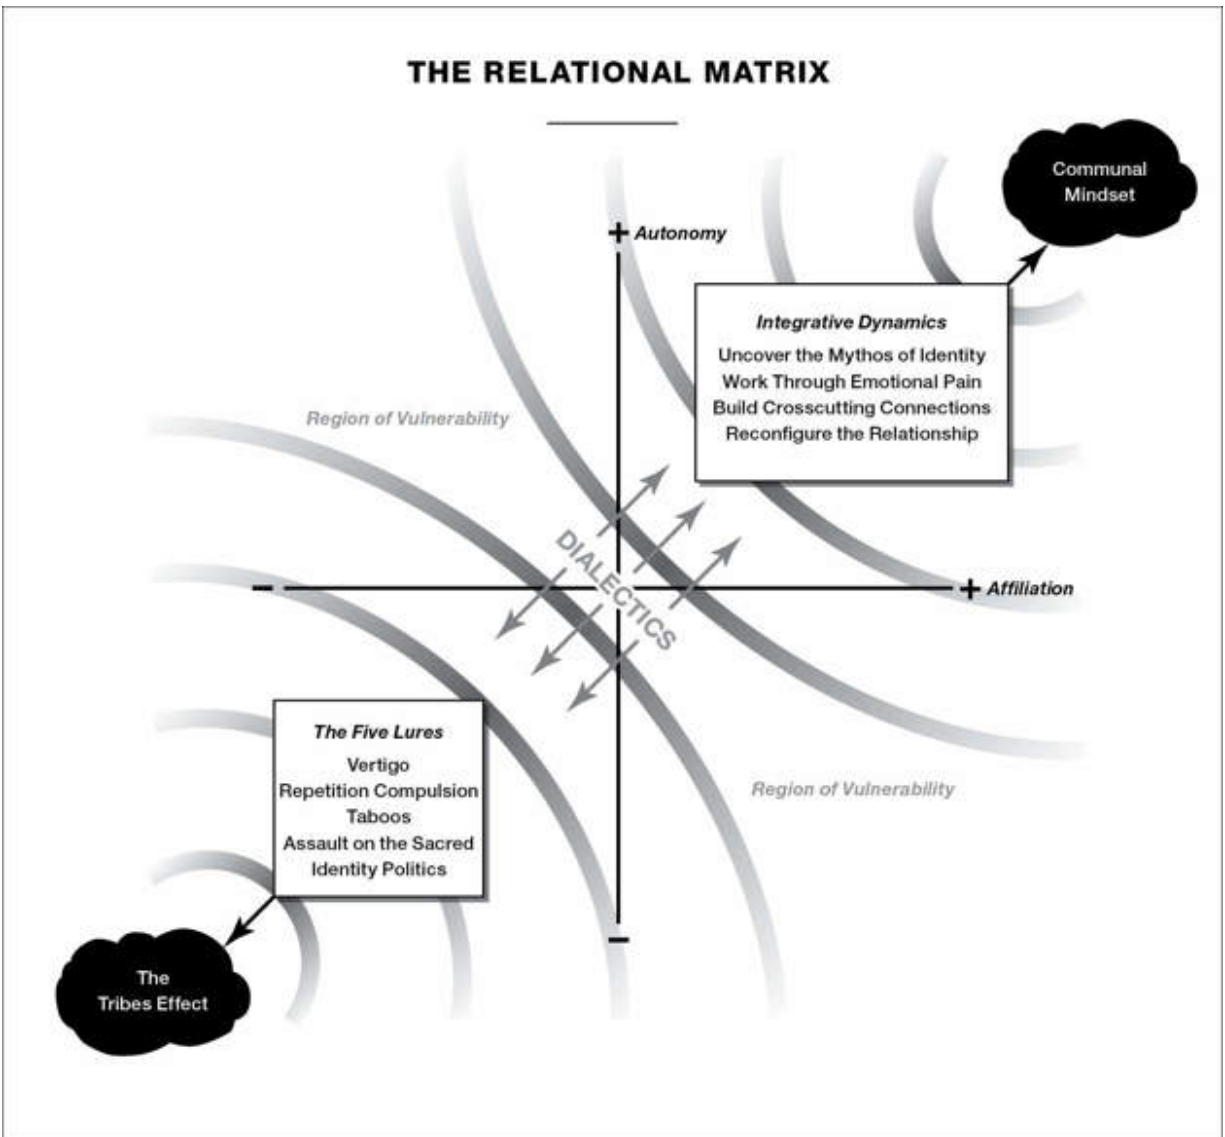 THE RELATIONAL MATRIX
Communal
Mindset
+ Autonomy
Integrative Dynamics
Uncover the Mythos of Identity
Work Through Emotional Pain
Build Crosscutting Connections
Reconfigure the Relationship
Region of Vulnerability
DIALECTICS
−
+ Affiliation
The Five Lures
Vertigo
Repetition Compulsion
Taboos
Assault on the Sacred
Identity Politics
Region of Vulnerability
−
The
Tribes Effect